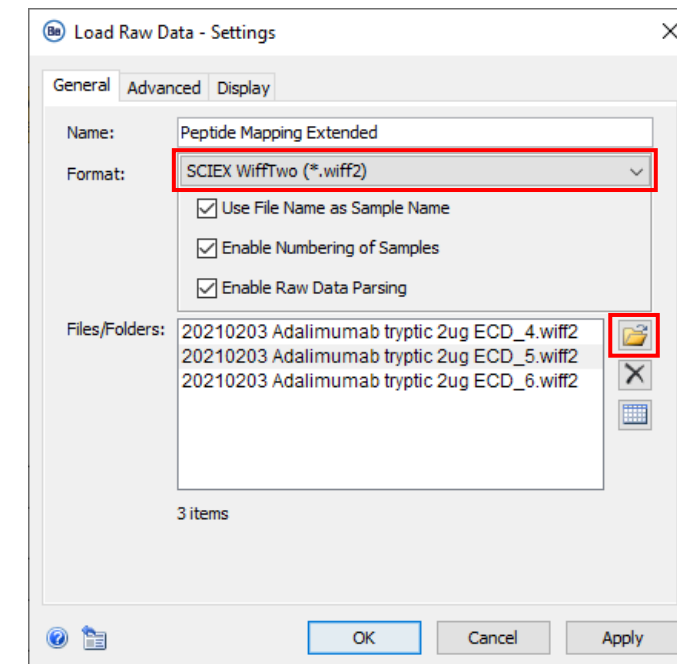 Be Load Raw Data - Settings
General Advanced Display
Name: Peptide Mapping Extended
Format: SCIEX WiffTwo (*.wiff2)
Use File Name as Sample Name
Enable Numbering of Samples
Enable Raw Data Parsing
Files/Folders: 20210203 Adalimumab tryptic 2ug ECD_4.wiff2
20210203 Adalimumab tryptic 2ug ECD_5.wiff2
20210203 Adalimumab tryptic 2ug ECD_6.wiff2
3 items
? OK Cancel Apply